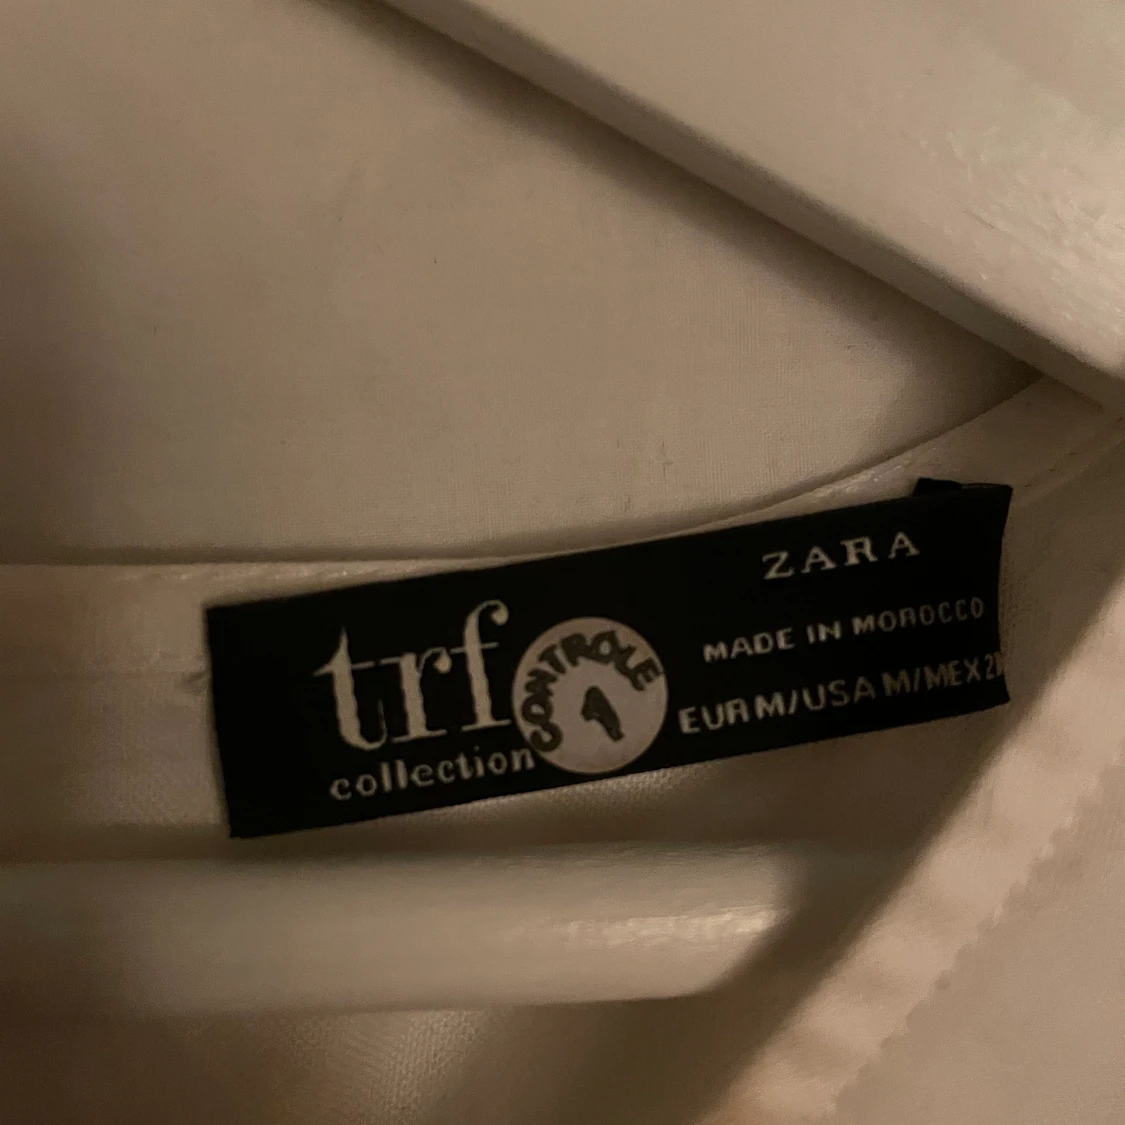 trf
collection
CONTROLE
1
ZARA
MADE IN MOROCCO
EUR M/USA M/MEX